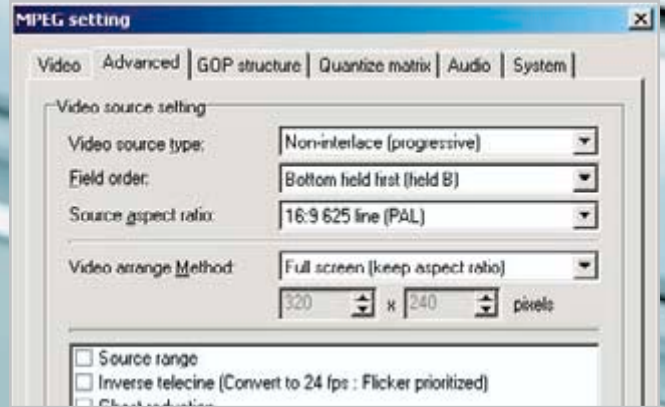 MPEG setting
Video Advanced GOP structure Quantize matrix Audio System
Video source setting
Video source type: Non-interlace (progressive)
Field order: Bottom field first (field B)
Source aspect ratio: 16:9 625 line (PAL)
Video arrange Method: Full screen (keep aspect ratio)
320 x 240 pixels
Source range
Inverse telecine (Convert to 24 fps : Flicker prioritized)
Ghost reduction